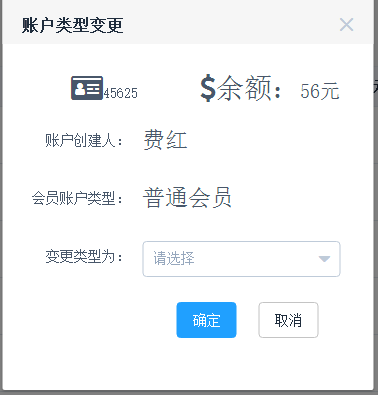 账户类型变更
45625 $余额：56元
账户创建人： 费红
会员账户类型： 普通会员
变更类型为： 请选择
确定 取消